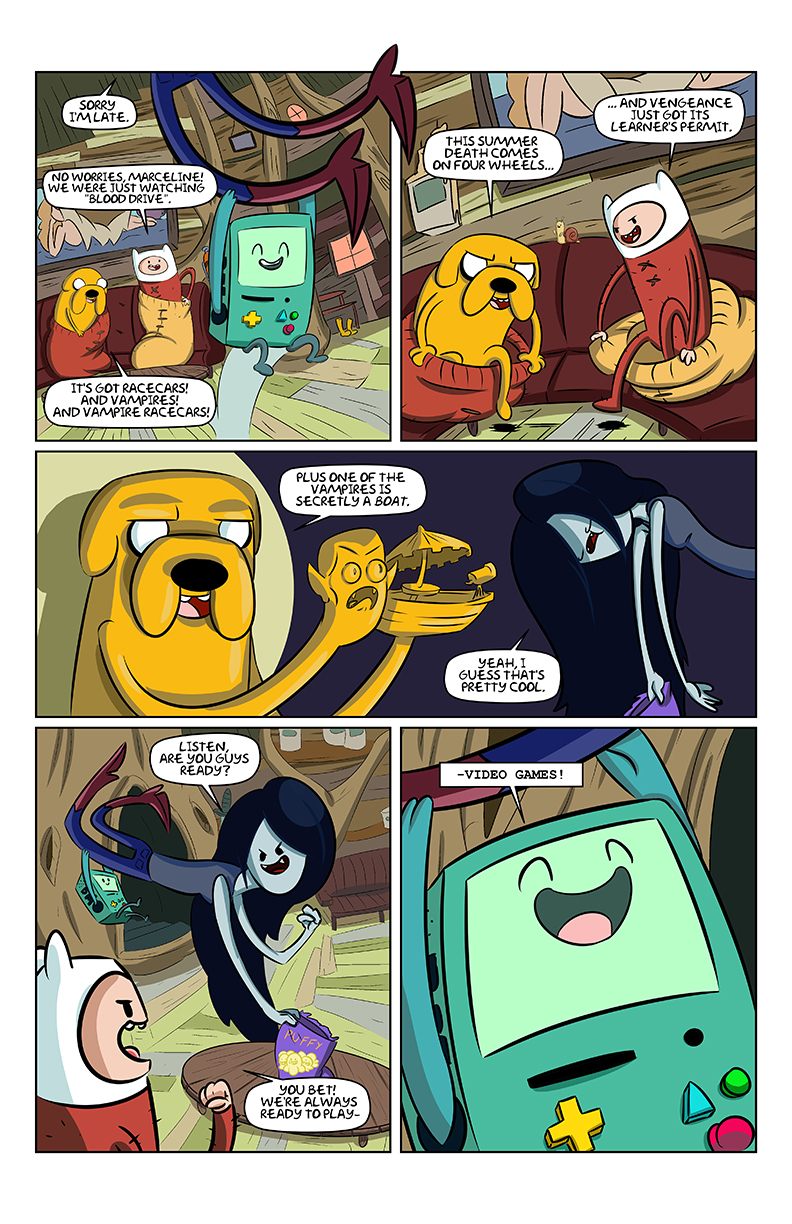 SORRY
I'M LATE.
NO WORRIES, MARCELINE!
WE WERE JUST WATCHING
"BLOOD DRIVE".
IT'S GOT RACECARS!
AND VAMPIRES!
AND VAMPIRE RACECARS!
THIS SUMMER
DEATH COMES
ON FOUR WHEELS...
... AND VENGEANCE
JUST GOT ITS
LEARNER'S PERMIT.
PLUS ONE OF THE
VAMPIRES IS
SECRETLY A BOAT.
YEAH, I
GUESS THAT'S
PRETTY COOL.
LISTEN,
ARE YOU GUYS
READY?
PUFFY
YOU BET!
WE'RE ALWAYS
READY TO PLAY-
-VIDEO GAMES!